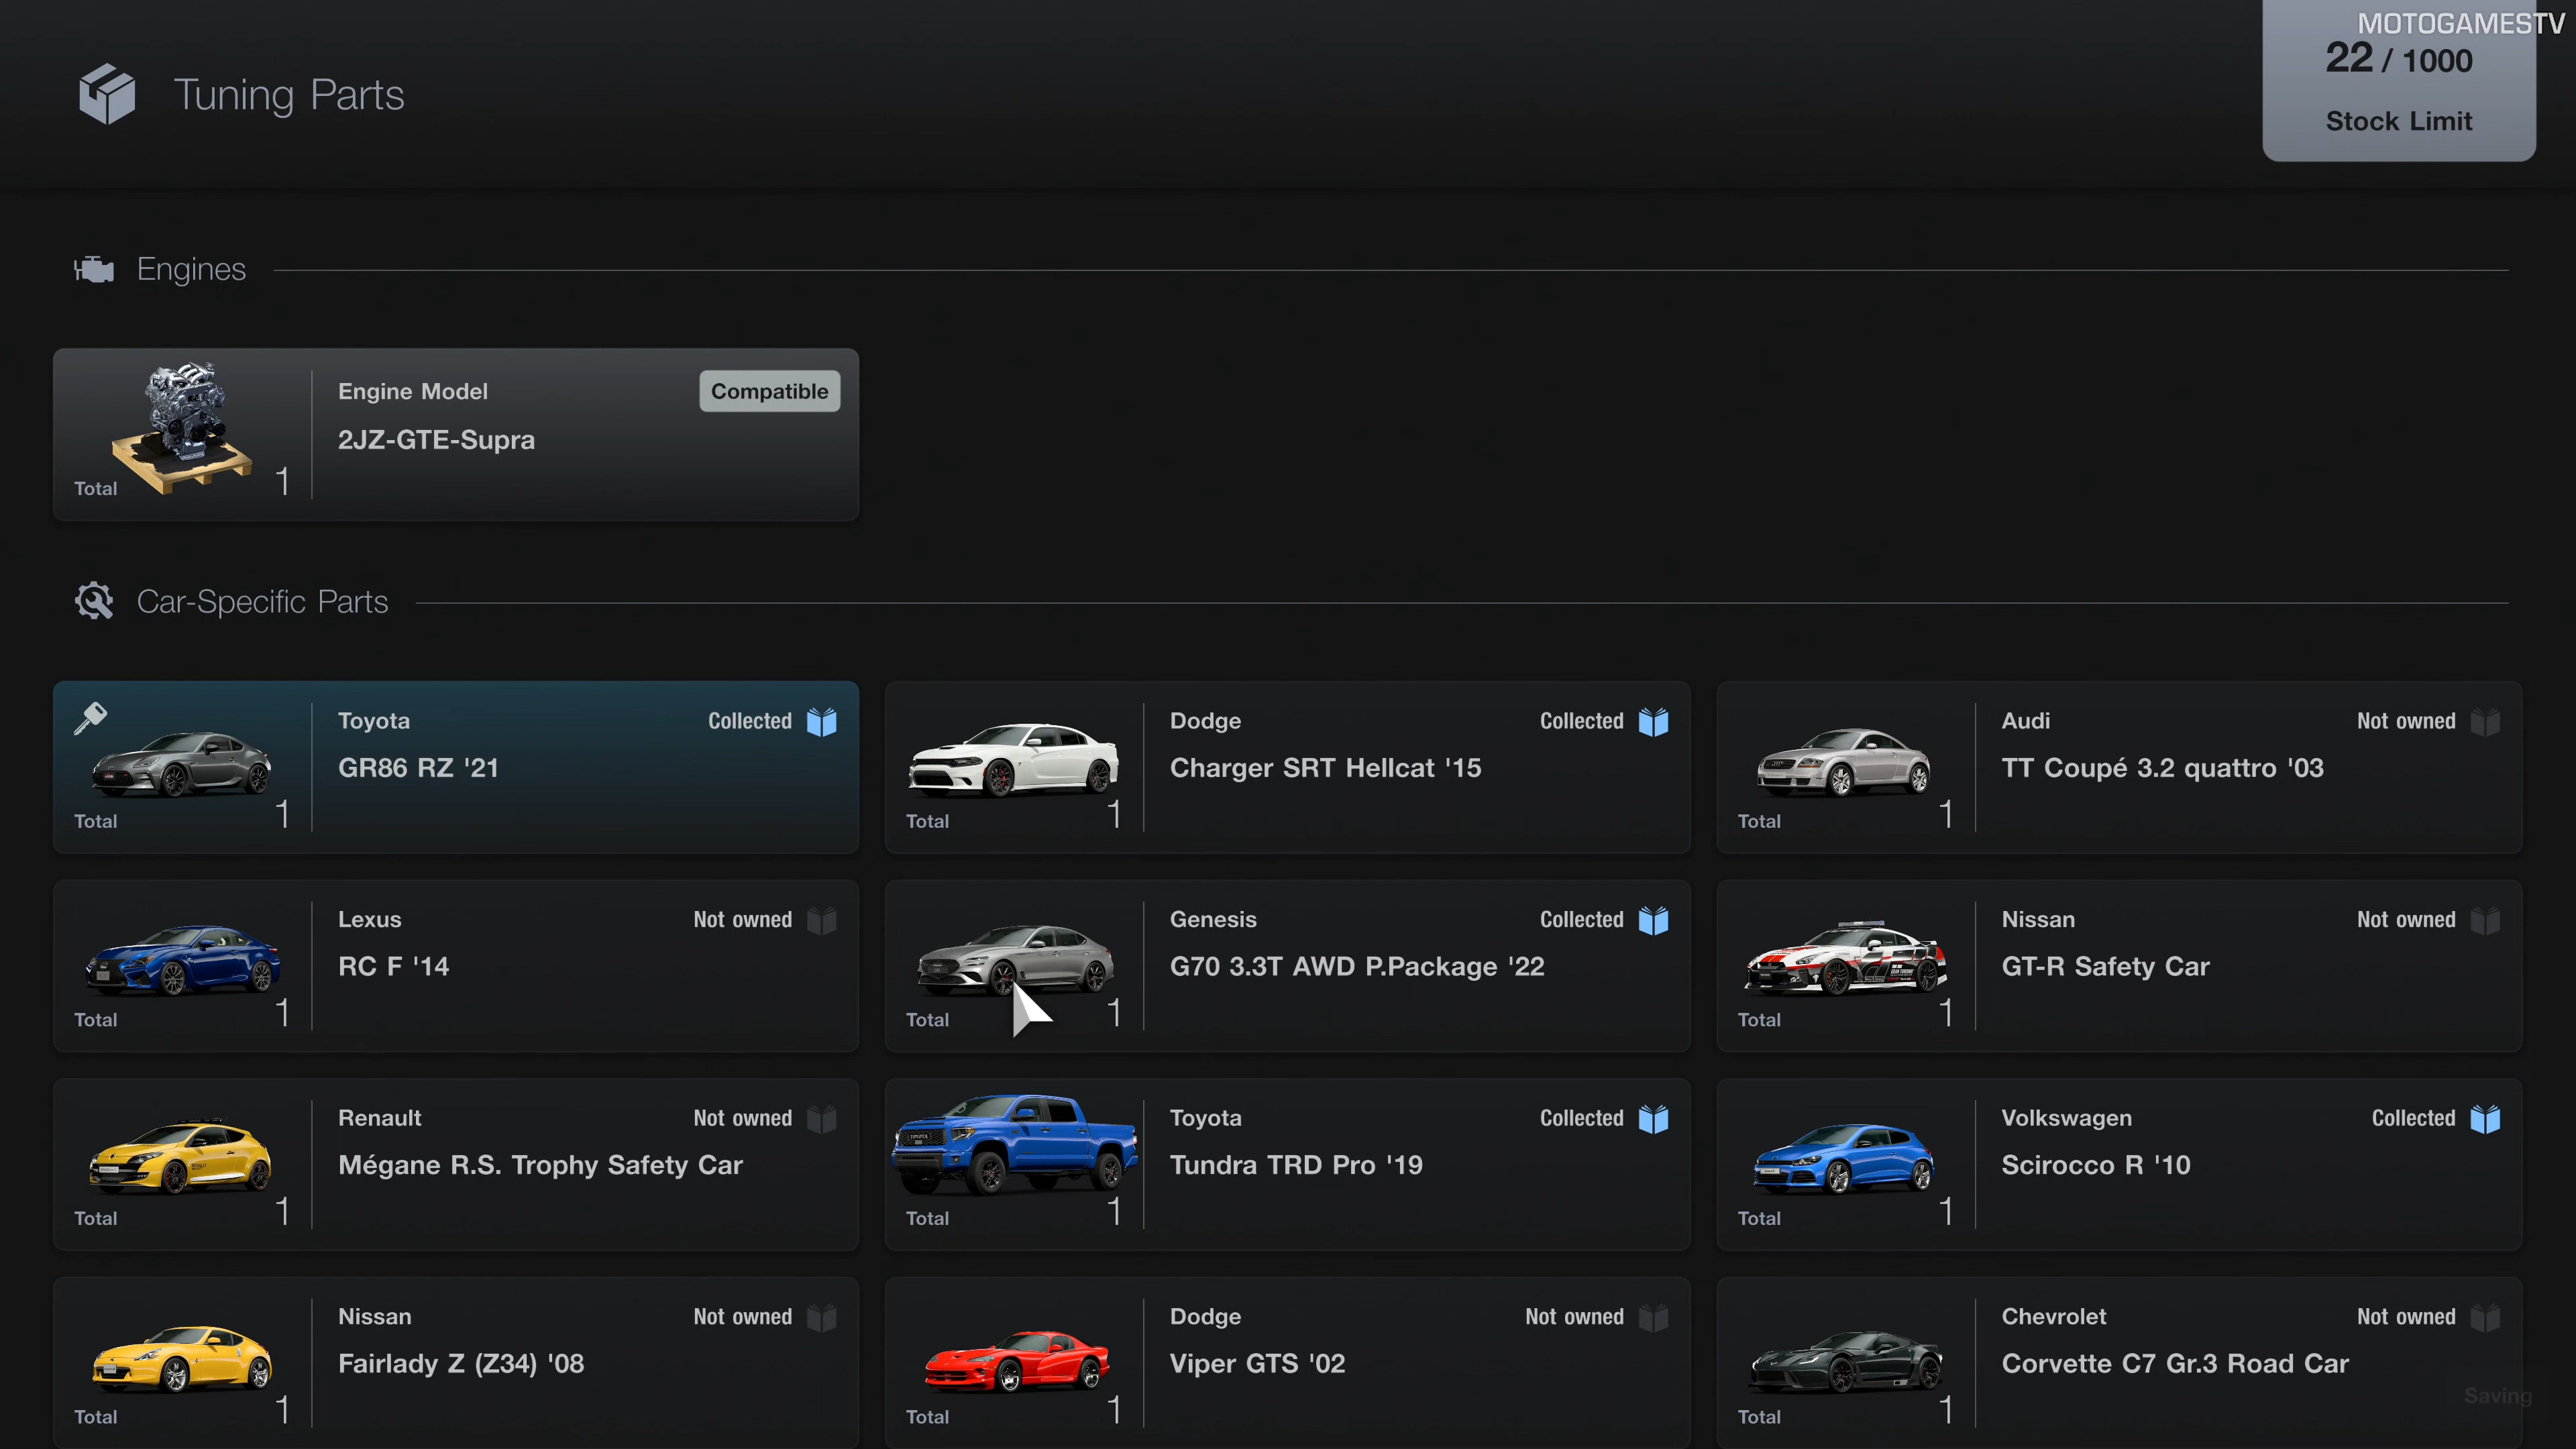 MOTOGAMESTV
22 / 1000
Stock Limit
Tuning Parts
Engines
Engine Model
Compatible
2JZ-GTE-Supra
Total 1
Car-Specific Parts
Toyota
Collected
GR86 RZ '21
Total 1
Dodge
Collected
Charger SRT Hellcat '15
Total 1
Audi
Not owned
TT Coupé 3.2 quattro '03
Total 1
Lexus
Not owned
RC F '14
Total 1
Genesis
Collected
G70 3.3T AWD P.Package '22
Total 1
Nissan
Not owned
GT-R Safety Car
Total 1
Renault
Not owned
Mégane R.S. Trophy Safety Car
Total 1
Toyota
Collected
Tundra TRD Pro '19
Total 1
Volkswagen
Collected
Scirocco R '10
Total 1
Nissan
Not owned
Fairlady Z (Z34) '08
Total 1
Dodge
Not owned
Viper GTS '02
Total 1
Chevrolet
Not owned
Corvette C7 Gr.3 Road Car
Total 1
Saving